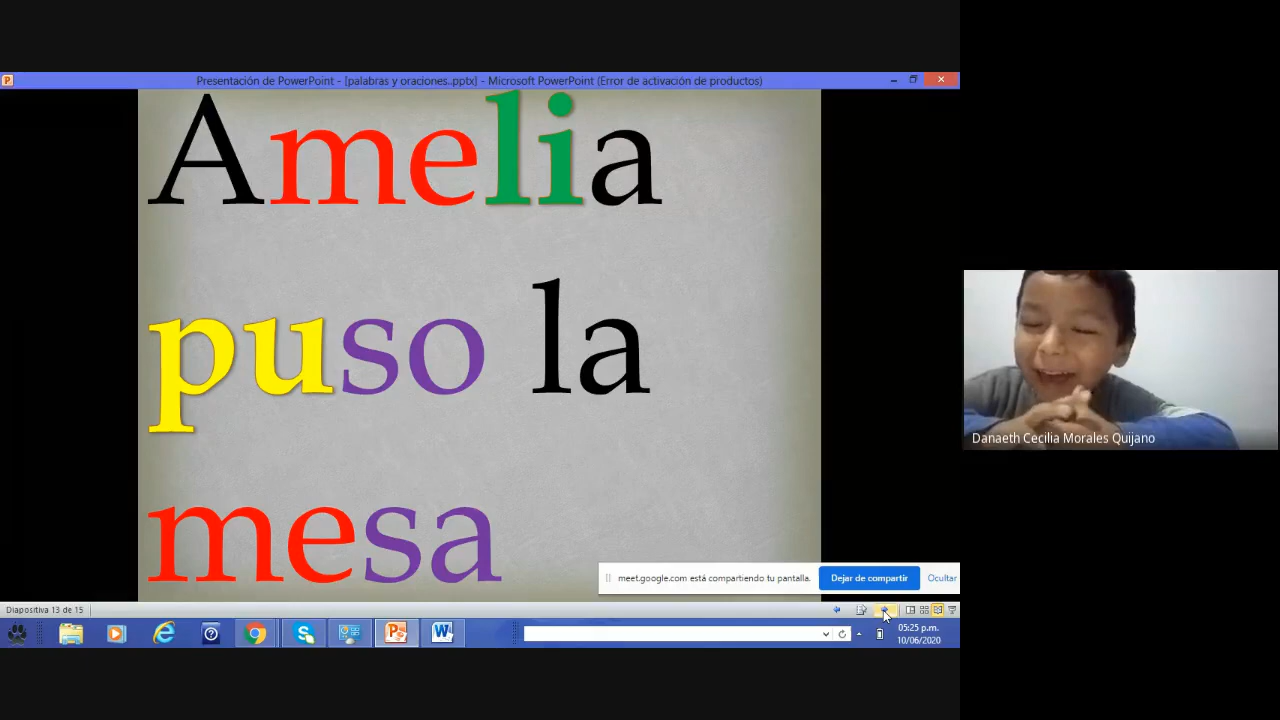 Presentación de PowerPoint - [palabras y oraciones..pptx] - Microsoft PowerPoint (Error de activación de productos)
Amelia
puso la
mesa
Danaeth Cecilia Morales Quijano
meet.google.com está compartiendo tu pantalla.
Dejar de compartir
Ocultar
Diapositiva 13 de 15
05:25 p.m.
10/06/2020